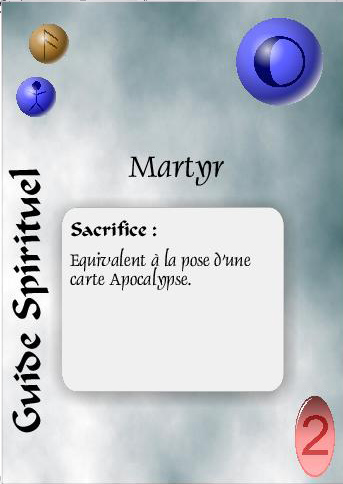 Martyr
Guide Spirituel
Sacrifice :
Equivalent à la pose d'une
carte Apocalypse.
2